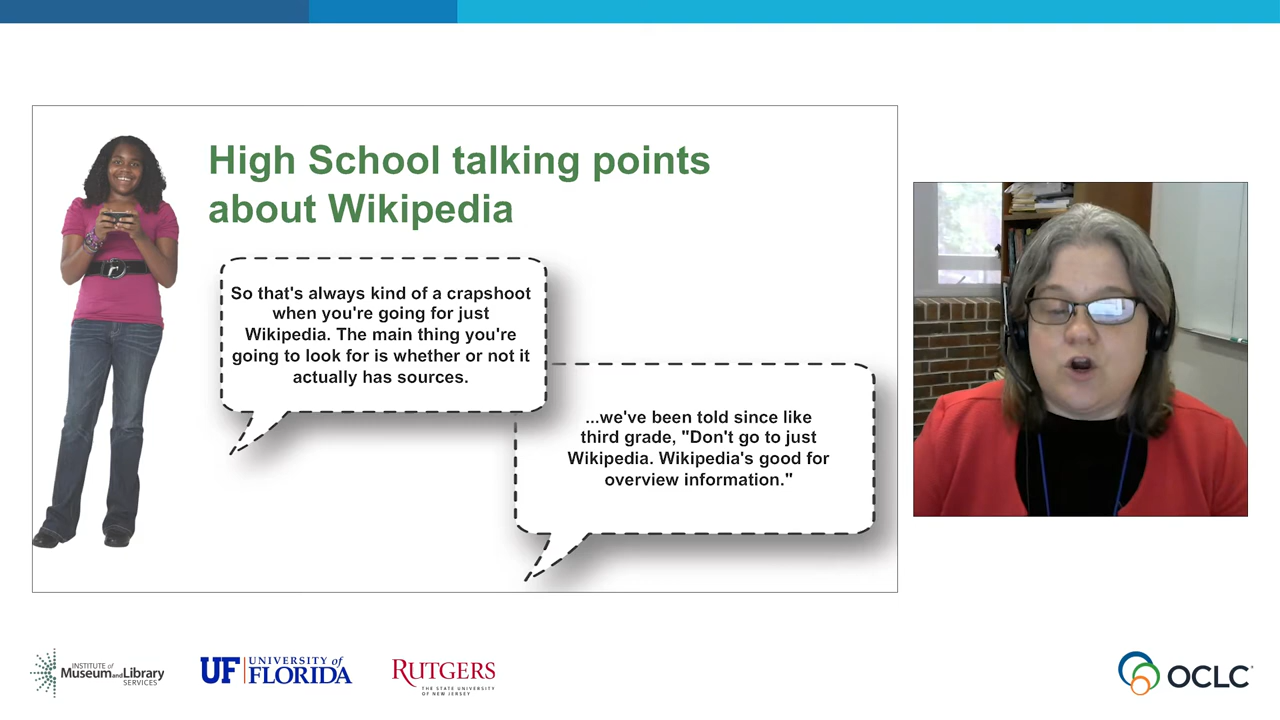 High School talking points
about Wikipedia
So that's always kind of a crapshoot
when you're going for just
Wikipedia. The main thing you're
going to look for is whether or not it
actually has sources.
...we've been told since like
third grade, "Don't go to just
Wikipedia. Wikipedia's good for
overview information."
INSTITUTE of
Museum and Library
SERVICES
UF UNIVERSITY of
FLORIDA
RUTGERS
THE STATE UNIVERSITY
OF NEW JERSEY
OCLC